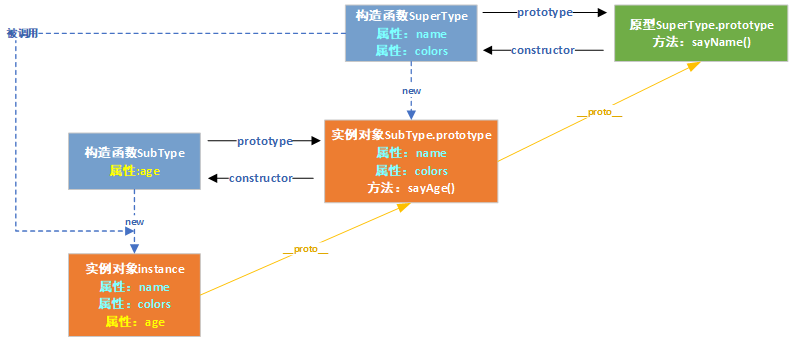 构造函数SuperType
属性：name
属性：colors
prototype
constructor
原型SuperType.prototype
方法：sayName()
被调用
new
__proto__
构造函数SubType
属性:age
prototype
constructor
实例对象SubType.prototype
属性：name
属性：colors
方法：sayAge()
new
__proto__
实例对象instance
属性：name
属性：colors
属性：age